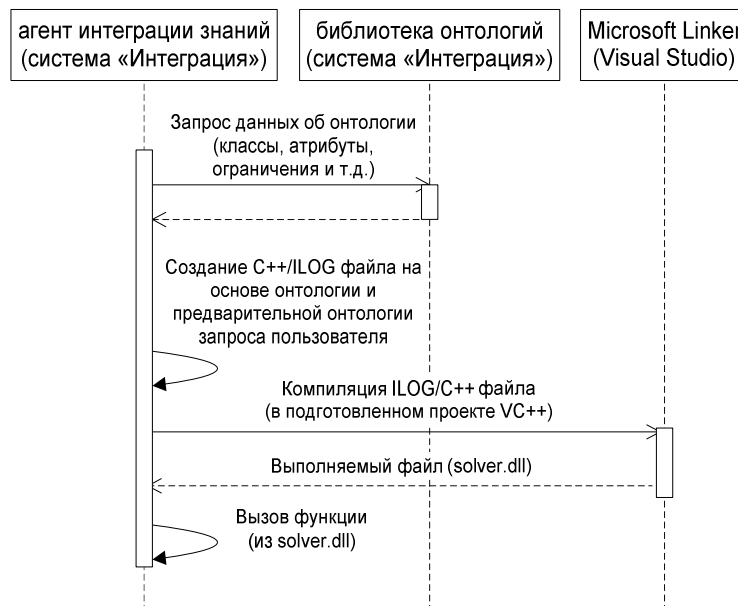 агент интеграции знаний
(система «Интеграция»)
библиотека онтологий
(система «Интеграция»)
Microsoft Linker
(Visual Studio)
Запрос данных об онтологии
(классы, атрибуты,
ограничения и т.д.)
Создание C++/ILOG файла на
основе онтологии и
предварительной онтологии
запроса пользователя
Компиляция ILOG/C++ файла
(в подготовленном проекте VC++)
Выполняемый файл (solver.dll)
Вызов функции
(из solver.dll)